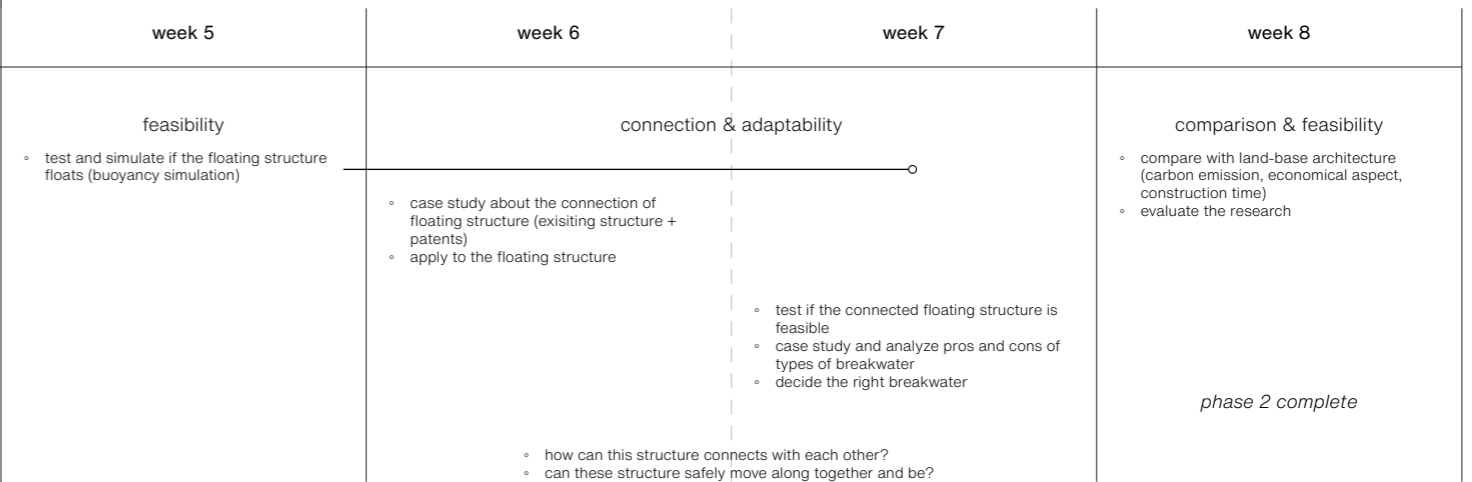 week 5
week 6
week 7
week 8
feasibility
◦ test and simulate if the floating structure
floats (buoyancy simulation)
connection & adaptability
◦ case study about the connection of
floating structure (exisiting structure +
patents)
◦ apply to the floating structure
◦ test if the connected floating structure is
feasible
◦ case study and analyze pros and cons of
types of breakwater
◦ decide the right breakwater
◦ how can this structure connects with each other?
◦ can these structure safely move along together and be?
comparison & feasibility
◦ compare with land-base architecture
(carbon emission, economical aspect,
construction time)
◦ evaluate the research
phase 2 complete